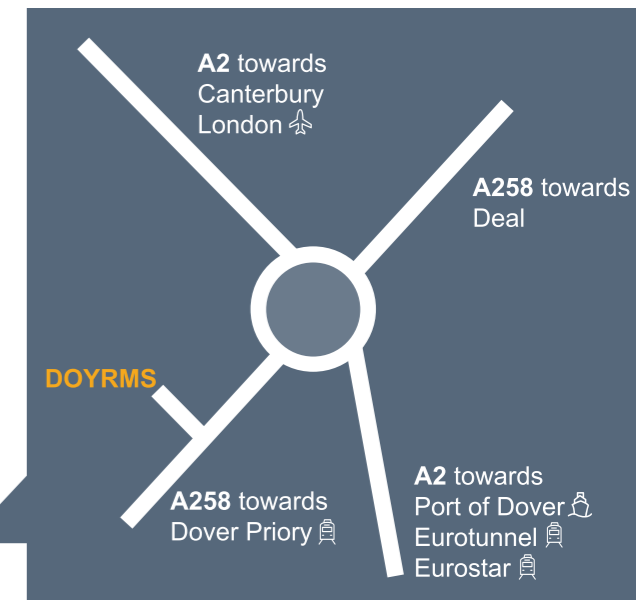 A2 towards
Canterbury
London
A258 towards
Deal
DOYRMS
A258 towards
Dover Priory
A2 towards
Port of Dover
Eurotunnel
Eurostar